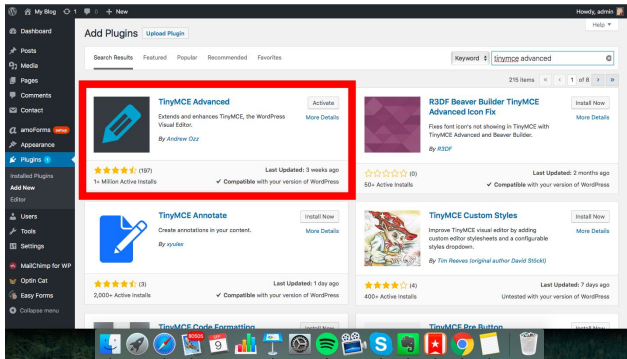 My Blog 1 0 + New Howdy, admin
Dashboard
Posts
Media
Pages
Comments
Contact
amoForms
Appearance
Plugins 1
Installed Plugins
Add New
Editor
Users
Tools
Settings
MailChimp for WP
Optin Cat
Easy Forms
Collapse menu
Help
Add Plugins Upload Plugin
Search Results Featured Popular Recommended Favorites Keyword tinymce advanced
215 items « ‹ 1 of 8 › »
TinyMCE Advanced
Activate
Extends and enhances TinyMCE, the WordPress
Visual Editor.
More Details
By Andrew Ozz
(197)
Last Updated: 3 weeks ago
1+ Million Active Installs
✓ Compatible with your version of WordPress
R3DF Beaver Builder TinyMCE
Advanced Icon Fix
Install Now
More Details
Fixes font icon's not showing in TinyMCE with
TinyMCE Advanced and Beaver Builder.
By R3DF
(0)
Last Updated: 2 months ago
50+ Active Installs
✓ Compatible with your version of WordPress
TinyMCE Annotate
Install Now
Create annotations in your content.
More Details
By xyulex
(3)
Last Updated: 1 day ago
2,000+ Active Installs
✓ Compatible with your version of WordPress
TinyMCE Custom Styles
Install Now
Improve TinyMCE visual editor by adding
custom editor stylesheets and a configurable
styles dropdown.
More Details
By Tim Reeves (original author David Stöckl)
(4)
Last Updated: 7 days ago
400+ Active Installs
Untested with your version of WordPress
TinyMCE Code Formatting
Install Now
TinyMCE Pre Button
Install Now
9